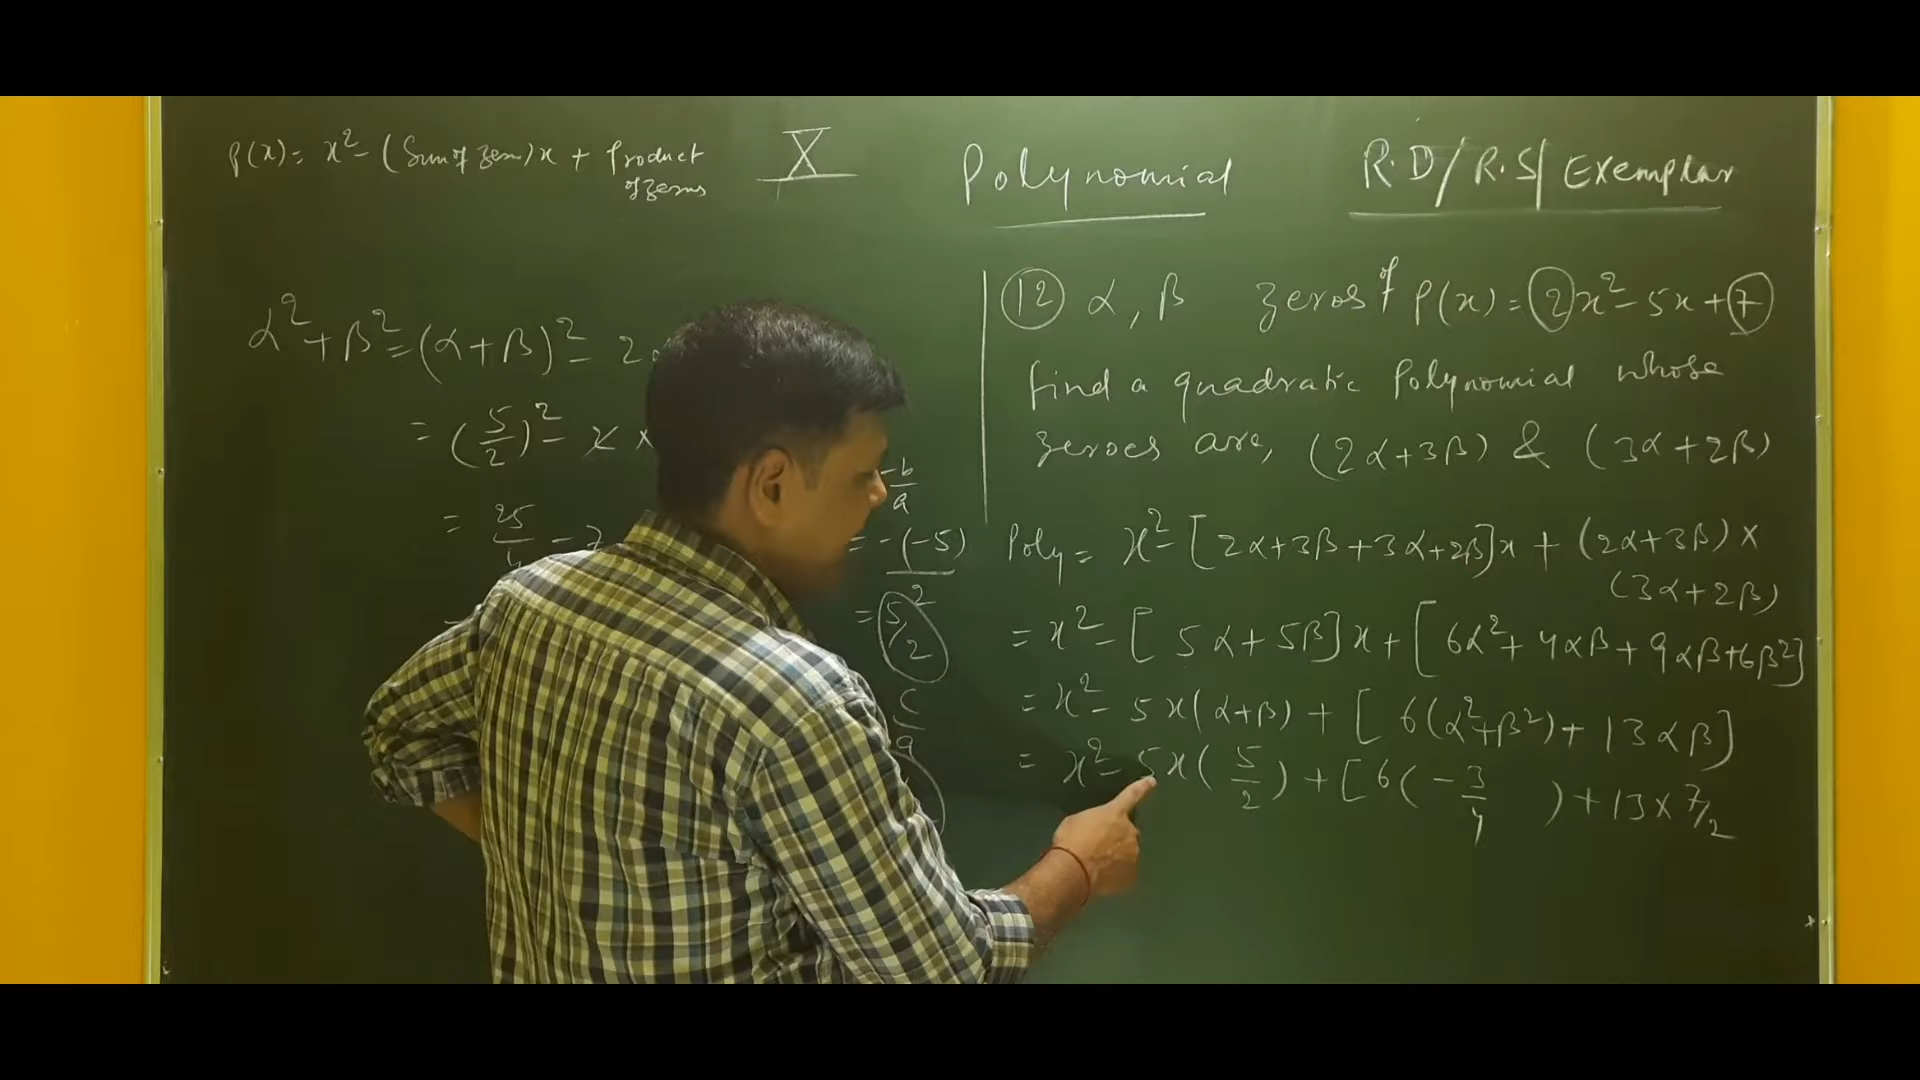 P(x) = x² - (Sum of zeros)x + Product of zeros
X
Polynomial
R.D/R.S/Exemplar
α² + β² = (α+β)² - 2
= (5/2)² - 2 ×
= 25/4 - 7
-b/a
= -(-5)/2
= 5/2
c/a
(12) α, β zeros of P(x) = 2x² - 5x + 7
find a quadratic Polynomial whose
zeroes are, (2α+3β) & (3α+2β)
Poly = x² - [2α+3β+3α+2β]x + (2α+3β) ×
(3α+2β)
= x² - [5α + 5β]x + [6α² + 4αβ + 9αβ + 6β²]
= x² - 5x(α+β) + [6(α²+β²) + 13αβ]
= x² - 5x(5/2) + [6(-3/4) + 13 × 7/2